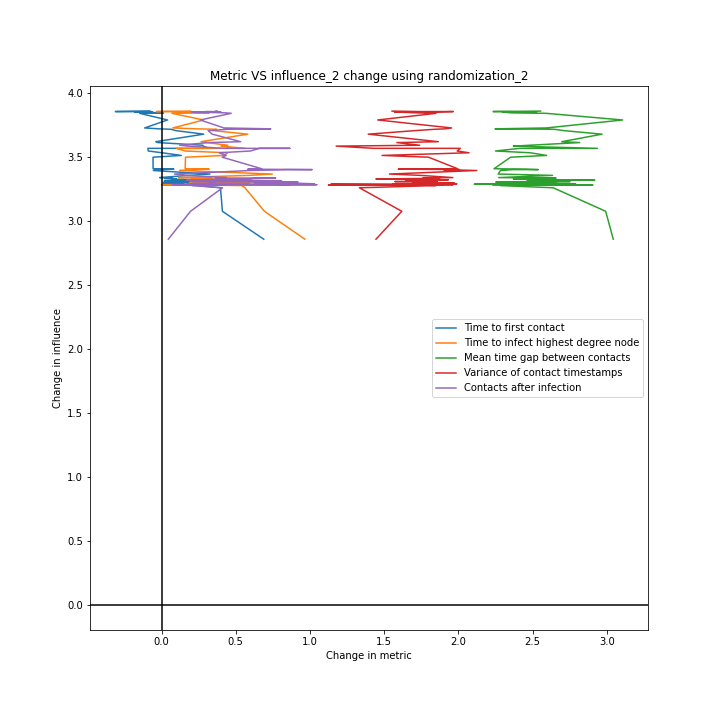 Metric VS influence_2 change using randomization_2
Change in influence
4.0
3.5
3.0
2.5
2.0
1.5
1.0
0.5
0.0
Time to first contact
Time to infect highest degree node
Mean time gap between contacts
Variance of contact timestamps
Contacts after infection
0.0 0.5 1.0 1.5 2.0 2.5 3.0
Change in metric